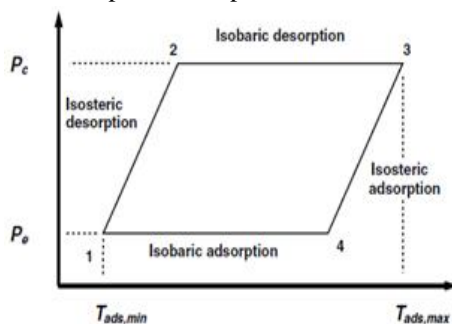 2
Isobaric desorption
3
Pc
Isosteric
desorption
Isosteric
adsorption
Pe
1
Isobaric adsorption
4
Tads,min
Tads,max